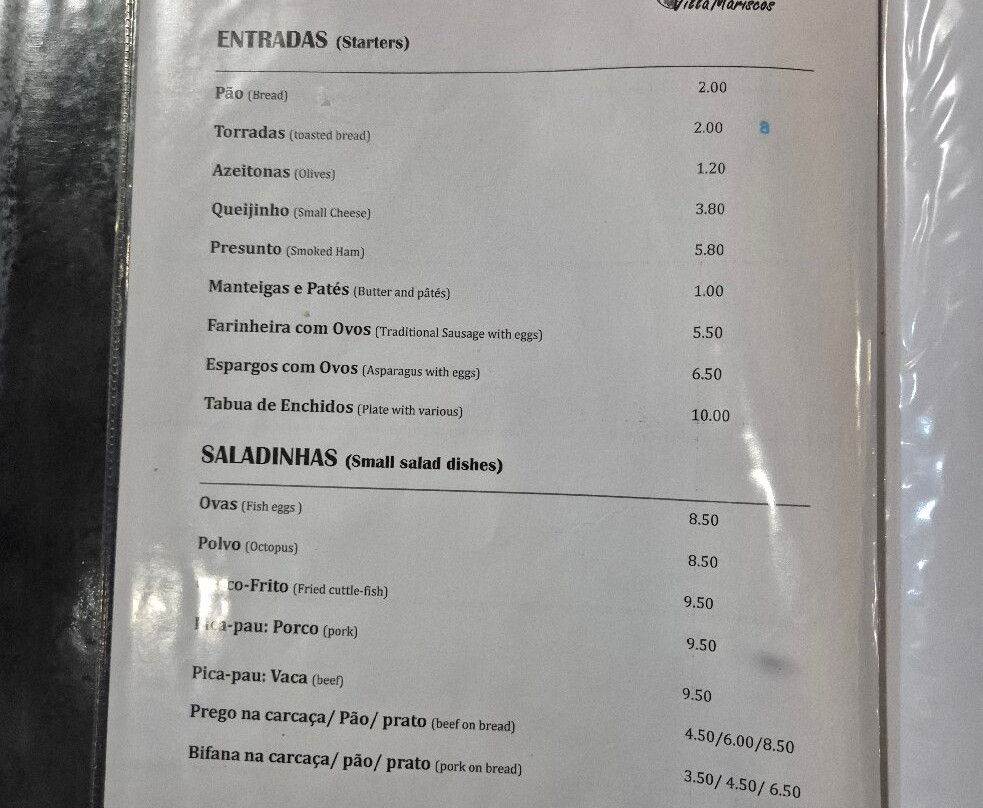 VillaMariscos
ENTRADAS (Starters)
Pão (Bread) 2.00
Torradas (toasted bread) 2.00 8
Azeitonas (Olives) 1.20
Queijinho (Small Cheese) 3.80
Presunto (Smoked Ham) 5.80
Manteigas e Patés (Butter and pâtés) 1.00
Farinheira com Ovos (Traditional Sausage with eggs) 5.50
Espargos com Ovos (Asparagus with eggs) 6.50
Tabua de Enchidos (Plate with various) 10.00
SALADINHAS (Small salad dishes)
Ovas (Fish eggs ) 8.50
Polvo (Octopus) 8.50
co-Frito (Fried cuttle-fish) 9.50
Pica-pau: Porco (pork) 9.50
Pica-pau: Vaca (beef) 9.50
Prego na carcaça/ Pão/ prato (beef on bread) 4.50/6.00/8.50
Bifana na carcaça/ pão/ prato (pork on bread) 3.50/ 4.50/ 6.50